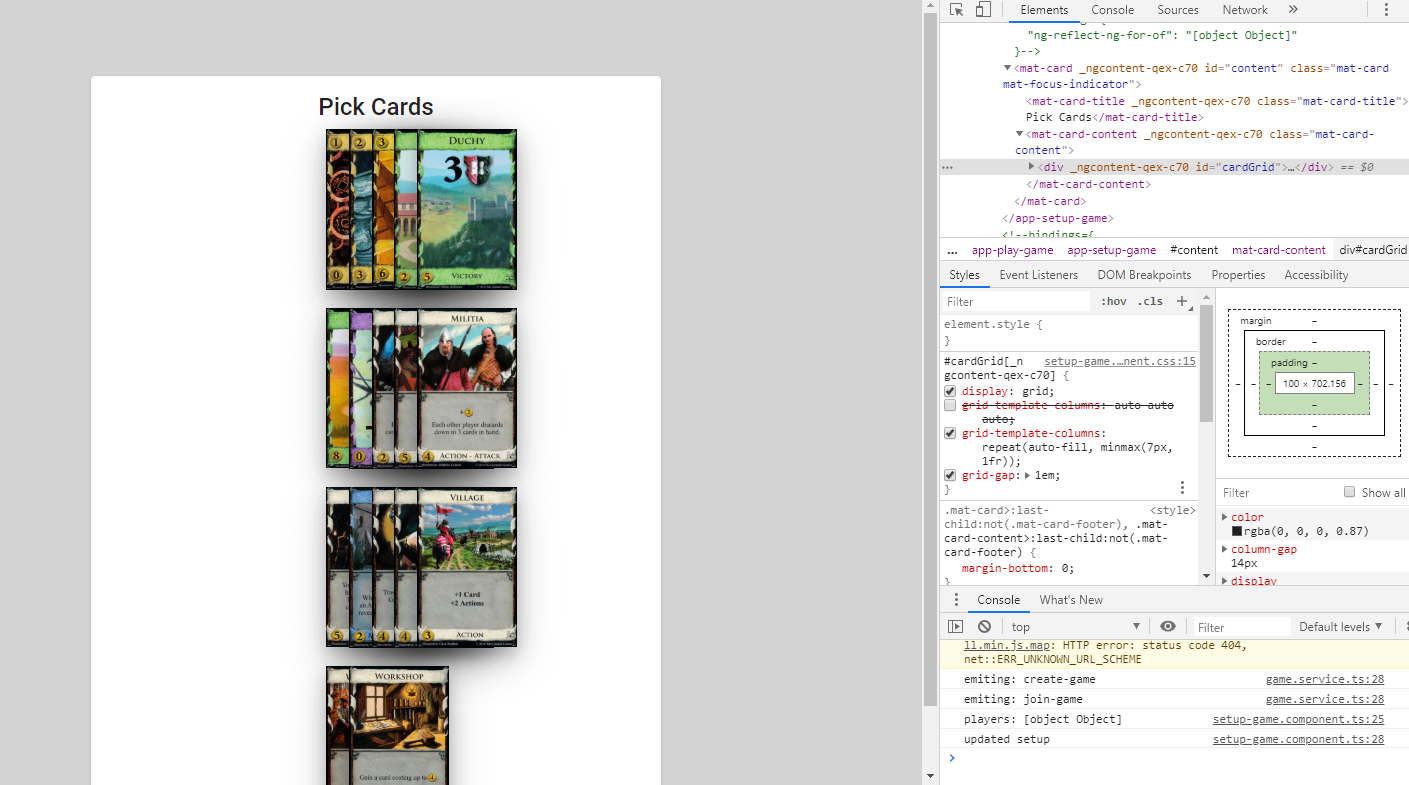 Pick Cards
1 2 3 DUCHY
3
0 3 6 2 5 VICTORY
MILITIA
+2
Each other player discards
down to 3 cards in hand.
8 0 2 5 4 ACTION - ATTACK
VILLAGE
+1 Card
+2 Actions
5 2 4 4 3 ACTION
WORKSHOP
Gain a card costing up to 4.
Elements Console Sources Network »
"ng-reflect-ng-for-of": "[object Object]"
}-->
▼<mat-card _ngcontent-qex-c70 id="content" class="mat-card
mat-focus-indicator">
<mat-card-title _ngcontent-qex-c70 class="mat-card-title">
Pick Cards</mat-card-title>
▼<mat-card-content _ngcontent-qex-c70 class="mat-card-
content">
… ▶<div _ngcontent-qex-c70 id="cardGrid">…</div> == $0
</mat-card-content>
</mat-card>
</app-setup-game>
<!--bindings={
... app-play-game app-setup-game #content mat-card-content div#cardGrid
Styles Event Listeners DOM Breakpoints Properties Accessibility
Filter :hov .cls +
element.style {
}
#cardGrid[_n setup-game.…nent.css:15
gcontent-qex-c70] {
display: grid;
grid-template-columns: auto auto
auto;
grid-template-columns:
repeat(auto-fill, minmax(7px,
1fr));
grid-gap: ▶ 1em;
}
.mat-card>:last- <style>
child:not(.mat-card-footer), .mat-
card-content>:last-child:not(.mat-
card-footer) {
margin-bottom: 0;
}
margin –
border –
padding –
– – – 100 × 702.156 – – –
–
–
–
Filter Show all
▶ color
rgba(0, 0, 0, 0.87)
▶ column-gap
14px
▶ display
Console What's New
top ▼ Filter Default levels ▼
ll.min.js.map: HTTP error: status code 404,
net::ERR_UNKNOWN_URL_SCHEME
emiting: create-game game.service.ts:28
emiting: join-game game.service.ts:28
players: [object Object] setup-game.component.ts:25
updated setup setup-game.component.ts:28
>